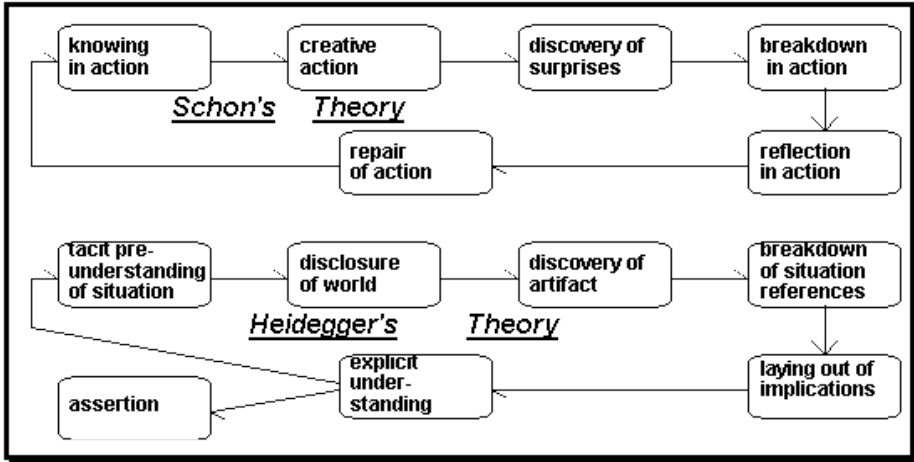 knowing
in action
creative
action
discovery of
surprises
breakdown
in action
Schon's Theory
repair
of action
reflection
in action
tacit pre-
understanding
of situation
disclosure
of world
discovery of
artifact
breakdown
of situation
references
Heidegger's Theory
assertion
explicit
under-
standing
laying out of
implications